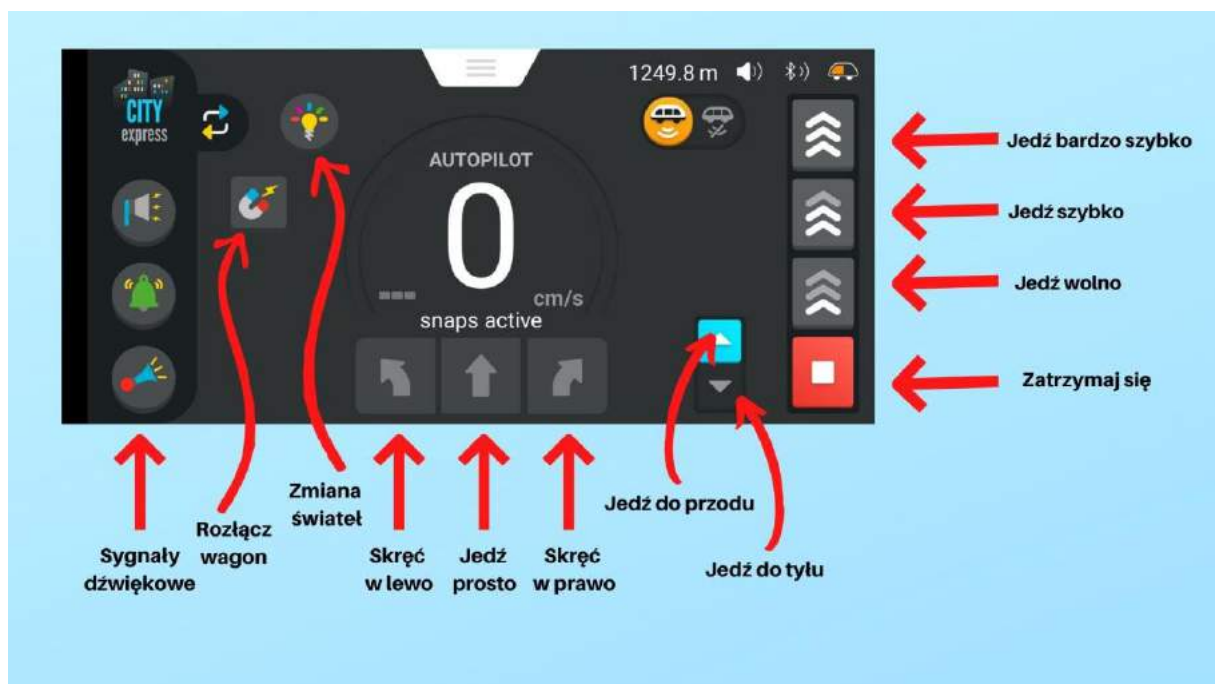 1249.8 m
CITY
express
AUTOPILOT
0
cm/s
snaps active
Jedź bardzo szybko
Jedź szybko
Jedź wolno
Zatrzymaj się
Jedź do przodu
Jedź do tyłu
Zmiana
świateł
Rozłącz
wagon
Sygnały
dźwiękowe
Skręć
w lewo
Jedź
prosto
Skręć
w prawo